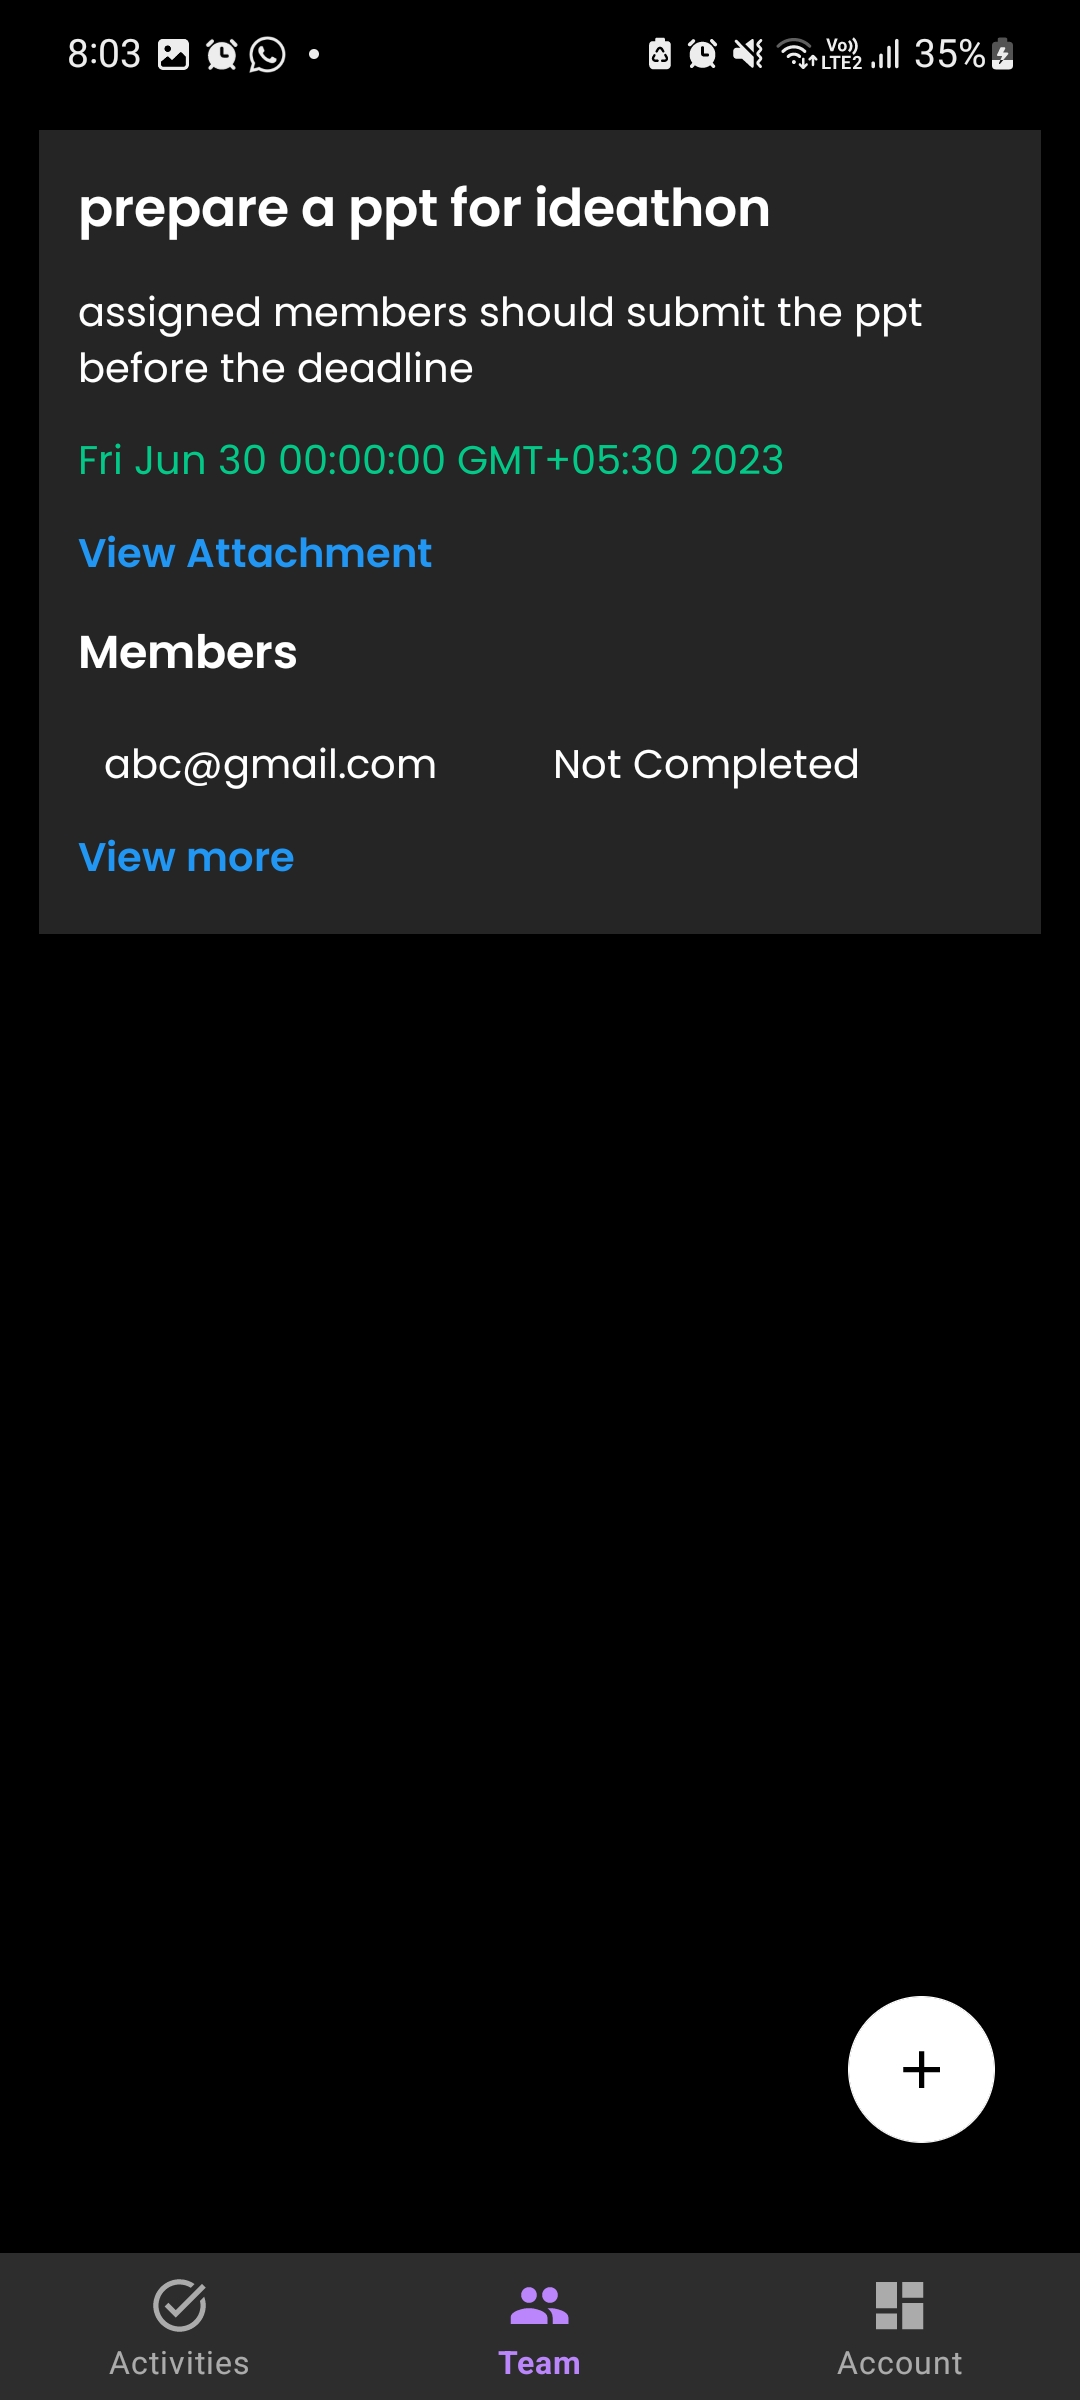 8:03
Vo)) LTE2
35%
prepare a ppt for ideathon
assigned members should submit the ppt
before the deadline
Fri Jun 30 00:00:00 GMT+05:30 2023
View Attachment
Members
abc@gmail.com Not Completed
View more
+
Activities Team Account